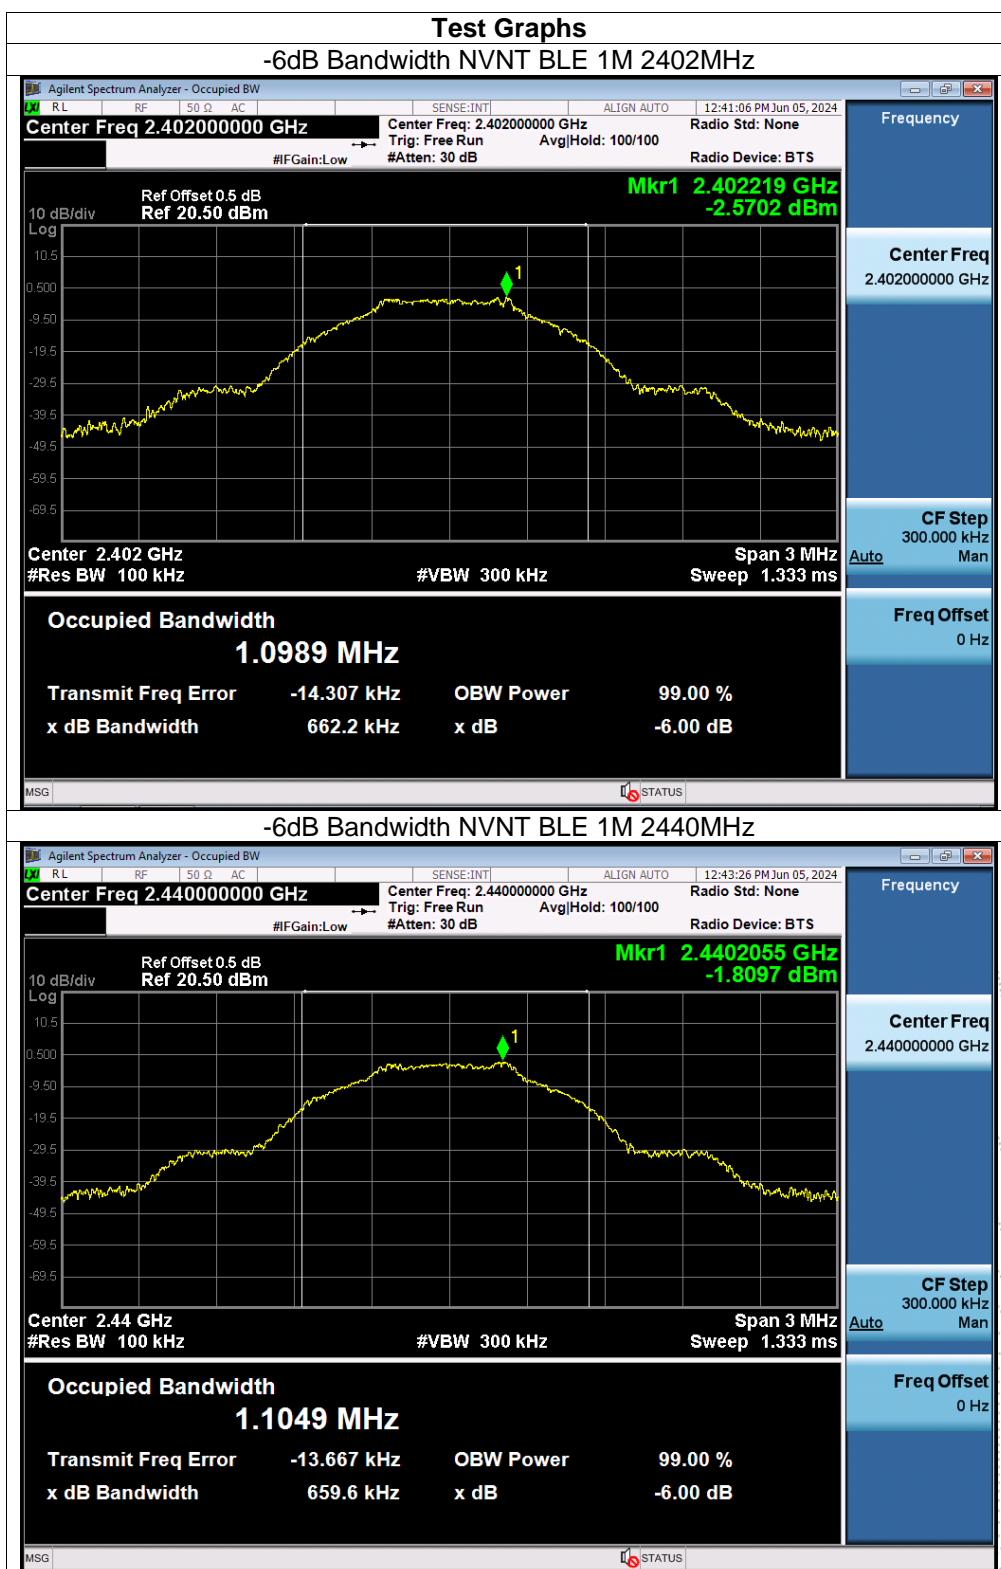 Test Graphs
-6dB Bandwidth NVNT BLE 1M 2402MHz
Agilent Spectrum Analyzer - Occupied BW
LXI RL RF 50 Ω AC SENSE:INT ALIGN AUTO 12:41:06 PM Jun 05, 2024
Center Freq 2.402000000 GHz
Center Freq: 2.402000000 GHz Radio Std: None
Trig: Free Run Avg|Hold: 100/100
#IFGain:Low #Atten: 30 dB Radio Device: BTS
Frequency
Mkr1 2.402219 GHz
-2.5702 dBm
Ref Offset 0.5 dB
10 dB/div Ref 20.50 dBm
Log
10.5
0.500
-9.50
-19.5
-29.5
-39.5
-49.5
-59.5
-69.5
1
Center 2.402 GHz Span 3 MHz
#Res BW 100 kHz #VBW 300 kHz Sweep 1.333 ms
Center Freq
2.402000000 GHz
CF Step
300.000 kHz
Auto Man
Freq Offset
0 Hz
Occupied Bandwidth
1.0989 MHz
Transmit Freq Error -14.307 kHz OBW Power 99.00 %
x dB Bandwidth 662.2 kHz x dB -6.00 dB
MSG STATUS
-6dB Bandwidth NVNT BLE 1M 2440MHz
Agilent Spectrum Analyzer - Occupied BW
LXI RL RF 50 Ω AC SENSE:INT ALIGN AUTO 12:43:26 PM Jun 05, 2024
Center Freq 2.440000000 GHz
Center Freq: 2.440000000 GHz Radio Std: None
Trig: Free Run Avg|Hold: 100/100
#IFGain:Low #Atten: 30 dB Radio Device: BTS
Frequency
Mkr1 2.4402055 GHz
-1.8097 dBm
Ref Offset 0.5 dB
10 dB/div Ref 20.50 dBm
Log
10.5
0.500
-9.50
-19.5
-29.5
-39.5
-49.5
-59.5
-69.5
1
Center 2.44 GHz Span 3 MHz
#Res BW 100 kHz #VBW 300 kHz Sweep 1.333 ms
Center Freq
2.440000000 GHz
CF Step
300.000 kHz
Auto Man
Freq Offset
0 Hz
Occupied Bandwidth
1.1049 MHz
Transmit Freq Error -13.667 kHz OBW Power 99.00 %
x dB Bandwidth 659.6 kHz x dB -6.00 dB
MSG STATUS